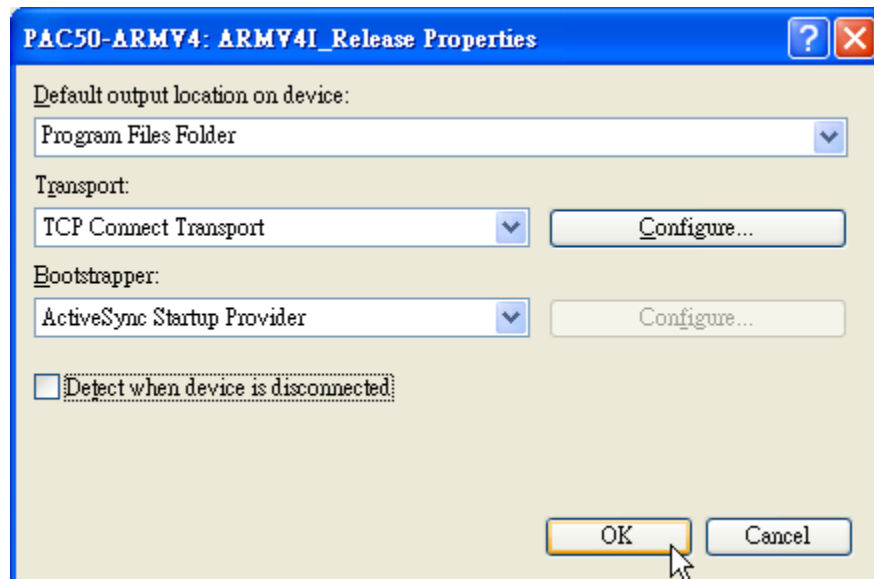 PAC50-ARMV4: ARMV4I_Release Properties
Default output location on device:
Program Files Folder
Transport:
TCP Connect Transport
Configure...
Bootstrapper:
ActiveSync Startup Provider
Configure...
Detect when device is disconnected
OK
Cancel